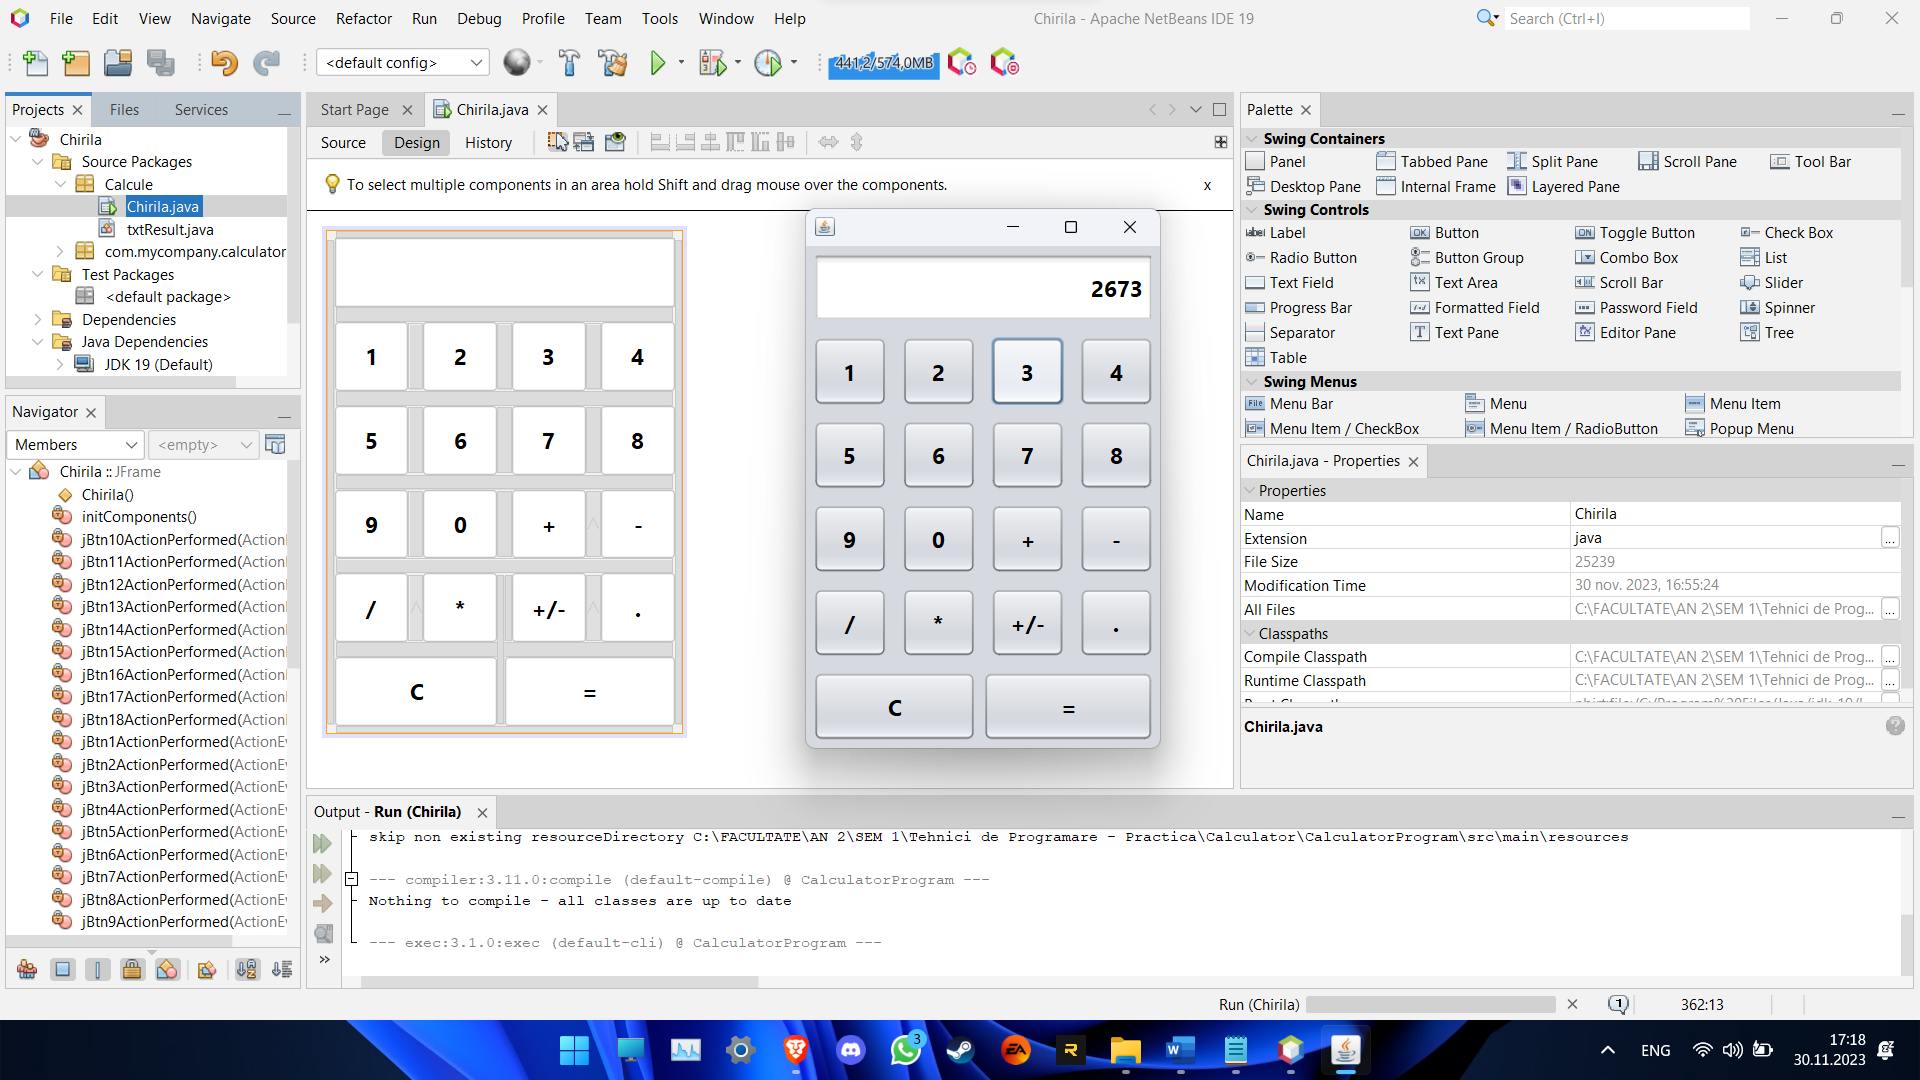 File Edit View Navigate Source Refactor Run Debug Profile Team Tools Window Help
Chirila - Apache NetBeans IDE 19
Search (Ctrl+I)
<default config>
441,2/574,0MB
Projects Files Services
Chirila
Source Packages
Calcule
Chirila.java
txtResult.java
com.mycompany.calculator
Test Packages
<default package>
Dependencies
Java Dependencies
JDK 19 (Default)
Navigator
Members <empty>
Chirila :: JFrame
Chirila()
initComponents()
jBtn10ActionPerformed(Action
jBtn11ActionPerformed(Action
jBtn12ActionPerformed(Action
jBtn13ActionPerformed(Action
jBtn14ActionPerformed(Action
jBtn15ActionPerformed(Action
jBtn16ActionPerformed(Action
jBtn17ActionPerformed(Action
jBtn18ActionPerformed(Action
jBtn1ActionPerformed(ActionEv
jBtn2ActionPerformed(ActionEv
jBtn3ActionPerformed(ActionEv
jBtn4ActionPerformed(ActionEv
jBtn5ActionPerformed(ActionEv
jBtn6ActionPerformed(ActionEv
jBtn7ActionPerformed(ActionEv
jBtn8ActionPerformed(ActionEv
jBtn9ActionPerformed(ActionEv
Start Page Chirila.java
Source Design History
To select multiple components in an area hold Shift and drag mouse over the components. x
1 2 3 4
5 6 7 8
9 0 + -
/ * +/- .
C =
2673
1 2 3 4
5 6 7 8
9 0 + -
/ * +/- .
C =
Palette
Swing Containers
Panel Tabbed Pane Split Pane Scroll Pane Tool Bar
Desktop Pane Internal Frame Layered Pane
Swing Controls
Label Button Toggle Button Check Box
Radio Button Button Group Combo Box List
Text Field Text Area Scroll Bar Slider
Progress Bar Formatted Field Password Field Spinner
Separator Text Pane Editor Pane Tree
Table
Swing Menus
Menu Bar Menu Menu Item
Menu Item / CheckBox Menu Item / RadioButton Popup Menu
Chirila.java - Properties
Properties
Name Chirila
Extension java ...
File Size 25239
Modification Time 30 nov. 2023, 16:55:24
All Files C:\FACULTATE\AN 2\SEM 1\Tehnici de Prog... ...
Classpaths
Compile Classpath C:\FACULTATE\AN 2\SEM 1\Tehnici de Prog... ...
Runtime Classpath C:\FACULTATE\AN 2\SEM 1\Tehnici de Prog... ...
Chirila.java
Output - Run (Chirila)
skip non existing resourceDirectory C:\FACULTATE\AN 2\SEM 1\Tehnici de Programare - Practica\Calculator\CalculatorProgram\src\main\resources
--- compiler:3.11.0:compile (default-compile) @ CalculatorProgram ---
Nothing to compile - all classes are up to date
--- exec:3.1.0:exec (default-cli) @ CalculatorProgram ---
Run (Chirila) 1 362:13
3
ENG
17:18
30.11.2023